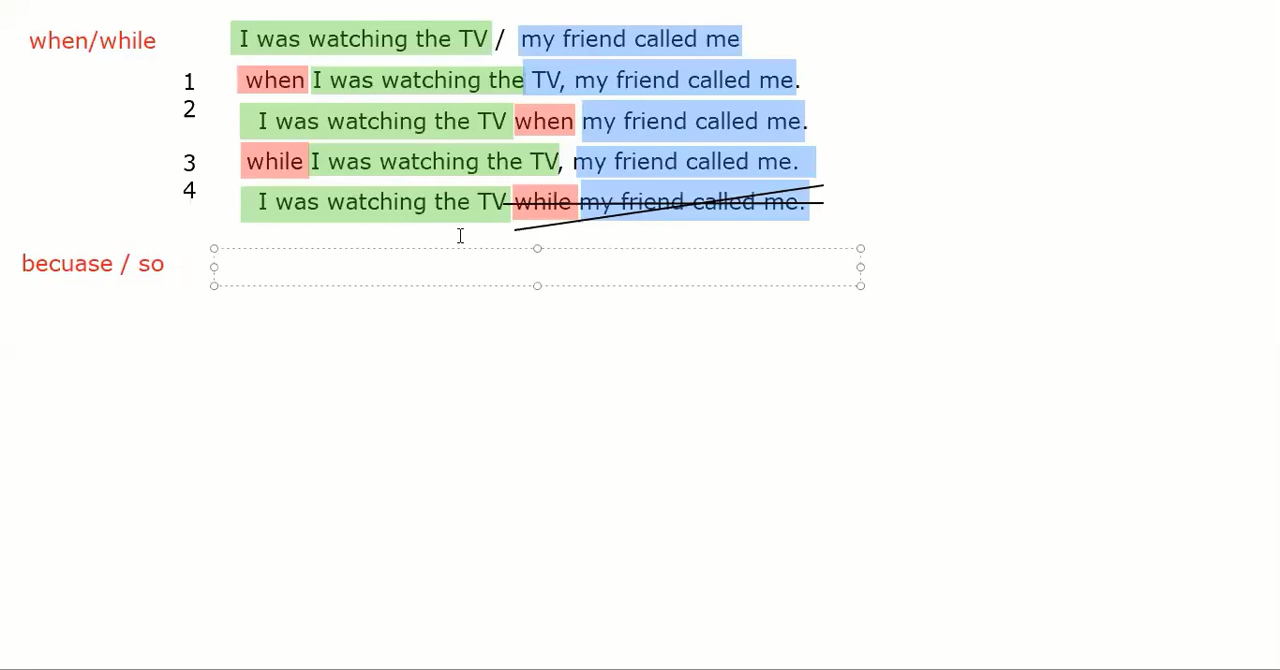 when/while I was watching the TV / my friend called me
1 when I was watching the TV, my friend called me.
2 I was watching the TV when my friend called me.
3 while I was watching the TV, my friend called me.
4 I was watching the TV while my friend called me.
becuase / so